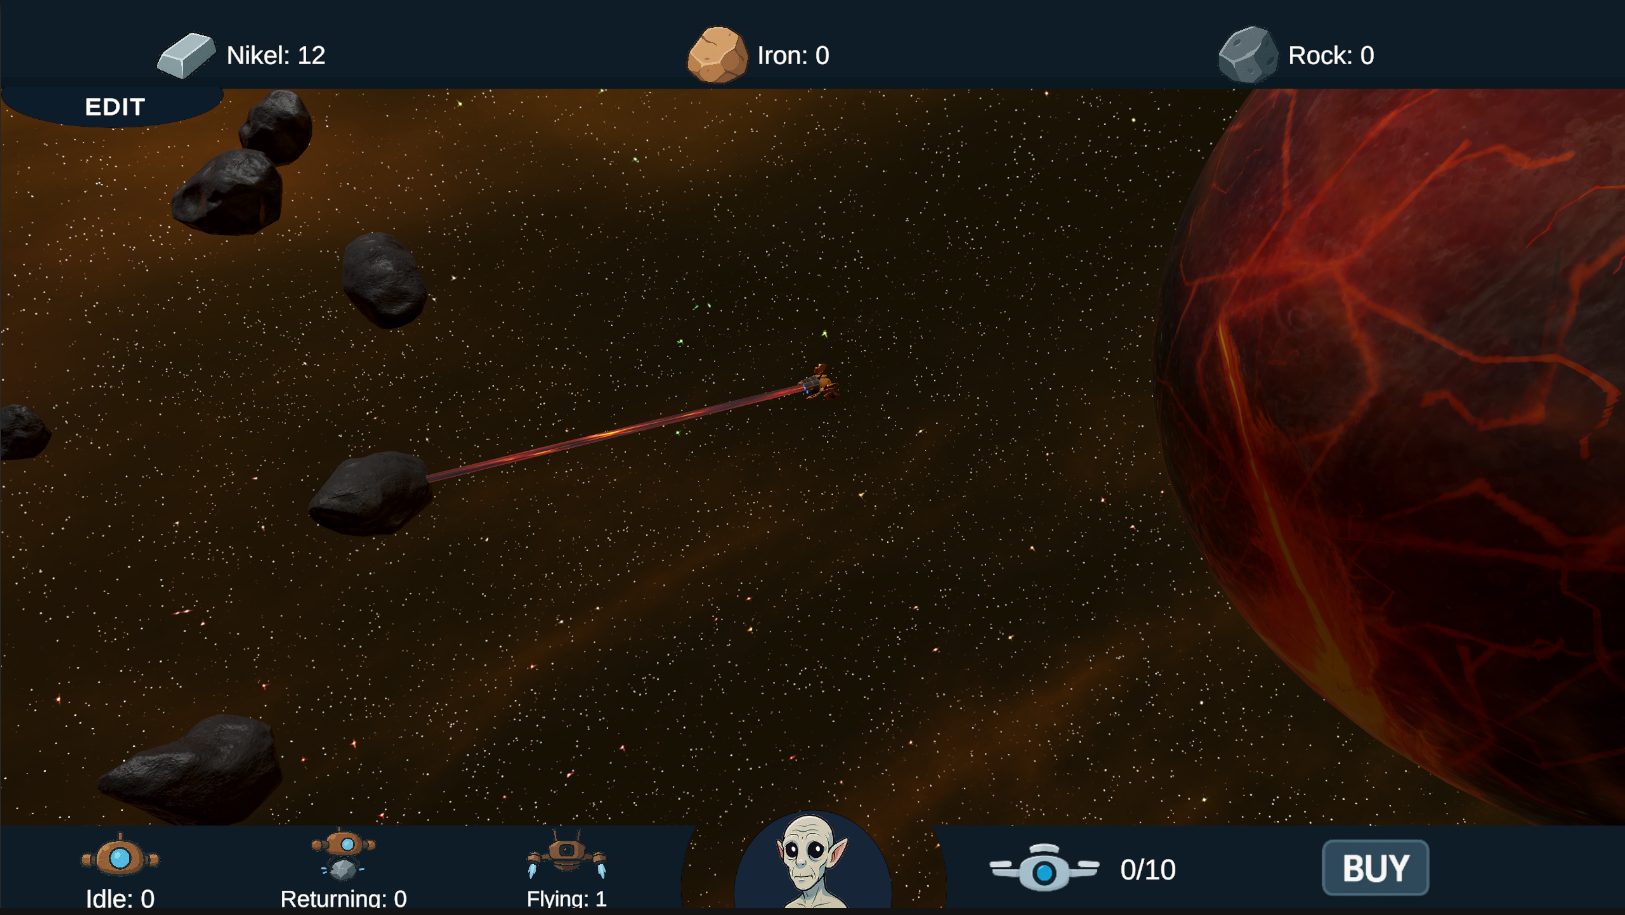 Nikel: 12
Iron: 0
Rock: 0
EDIT
Idle: 0
Returning: 0
Flying: 1
0/10
BUY